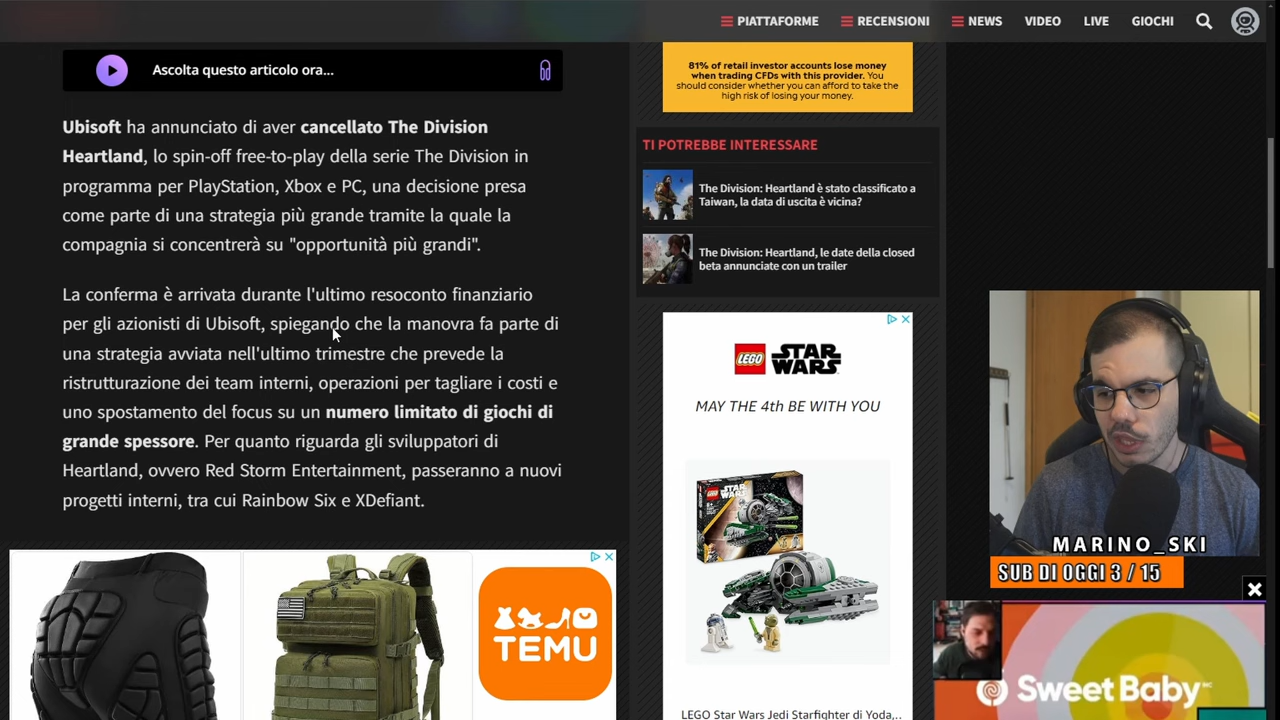 PIATTAFORME RECENSIONI NEWS VIDEO LIVE GIOCHI
Ascolta questo articolo ora...
Ubisoft ha annunciato di aver cancellato The Division
Heartland, lo spin-off free-to-play della serie The Division in
programma per PlayStation, Xbox e PC, una decisione presa
come parte di una strategia più grande tramite la quale la
compagnia si concentrerà su "opportunità più grandi".
La conferma è arrivata durante l'ultimo resoconto finanziario
per gli azionisti di Ubisoft, spiegando che la manovra fa parte di
una strategia avviata nell'ultimo trimestre che prevede la
ristrutturazione dei team interni, operazioni per tagliare i costi e
uno spostamento del focus su un numero limitato di giochi di
grande spessore. Per quanto riguarda gli sviluppatori di
Heartland, ovvero Red Storm Entertainment, passeranno a nuovi
progetti interni, tra cui Rainbow Six e XDefiant.
TEMU
81% of retail investor accounts lose money
when trading CFDs with this provider. You
should consider whether you can afford to take the
high risk of losing your money.
TI POTREBBE INTERESSARE
The Division: Heartland è stato classificato a
Taiwan, la data di uscita è vicina?
The Division: Heartland, le date della closed
beta annunciate con un trailer
LEGO STAR WARS
MAY THE 4th BE WITH YOU
LEGO STAR WARS
LEGO Star Wars Jedi Starfighter di Yoda,..
MARINO_SKI
SUB DI OGGI 3 / 15
Sweet Baby INC